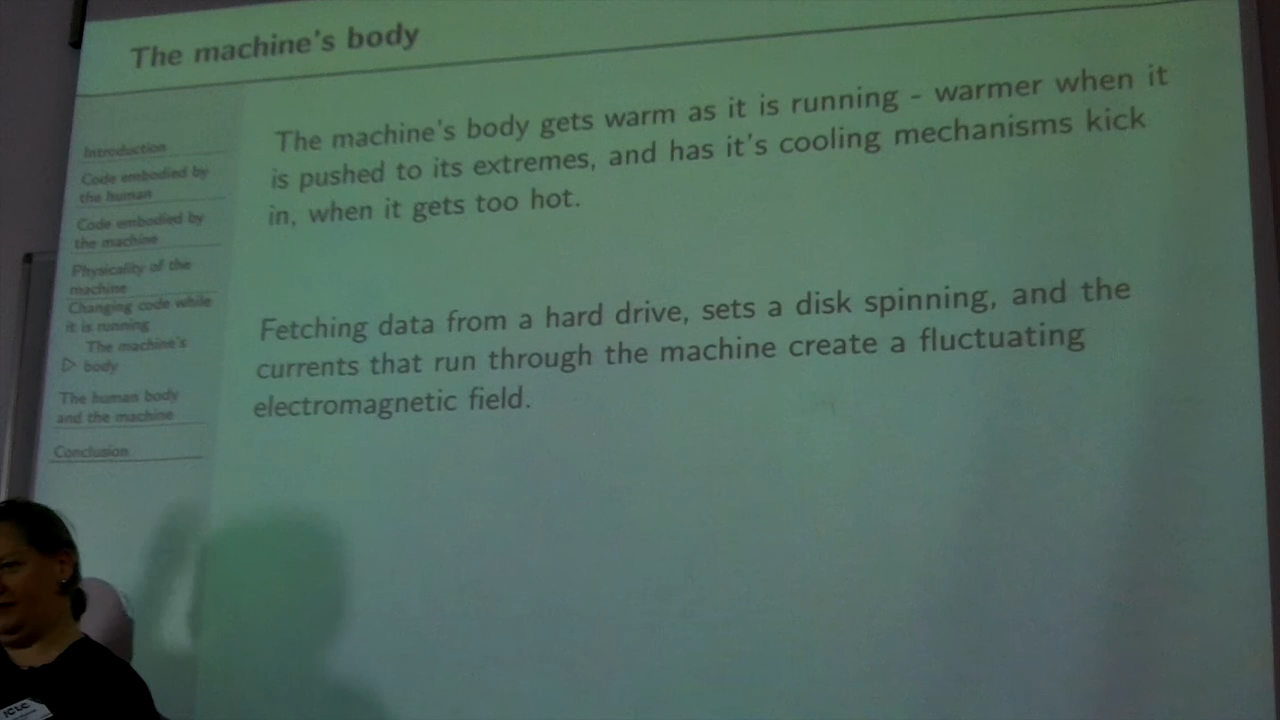 The machine's body
Introduction
Code embodied by
the human
Code embodied by
the machine
Physicality of the
machine
Changing code while
it is running
The machine's
▷ body
The human body
and the machine
Conclusion
The machine's body gets warm as it is running - warmer when it
is pushed to its extremes, and has it's cooling mechanisms kick
in, when it gets too hot.
Fetching data from a hard drive, sets a disk spinning, and the
currents that run through the machine create a fluctuating
electromagnetic field.
ICLC